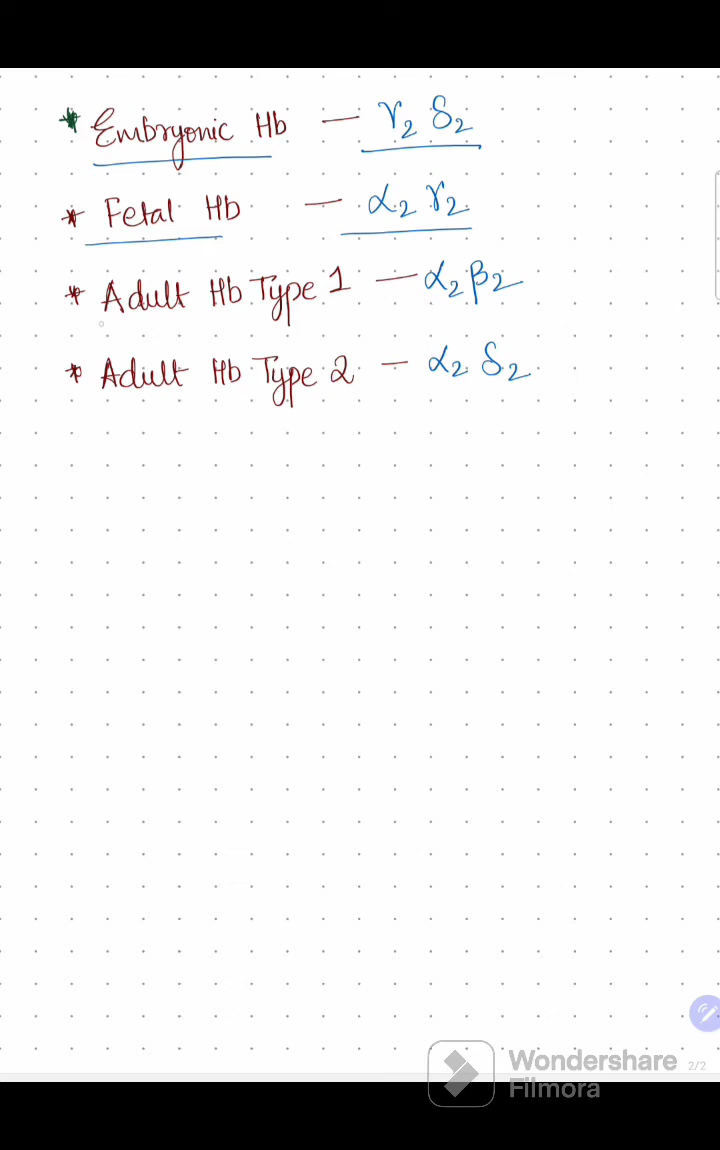 * Embryonic Hb — γ₂ δ₂
* Fetal Hb — α₂ γ₂
* Adult Hb Type 1 — α₂ β₂
* Adult Hb Type 2 — α₂ δ₂
Wondershare
Filmora
2/2